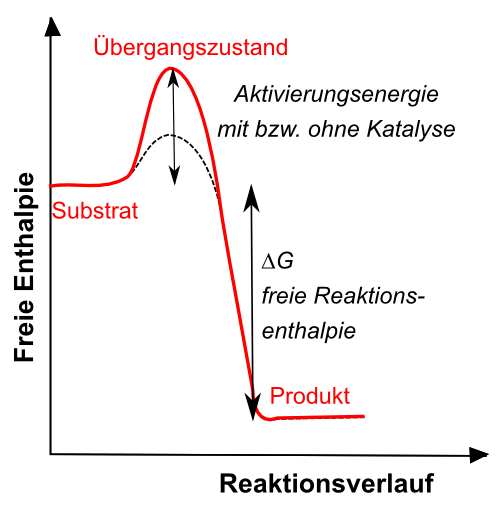 Übergangszustand
Aktivierungsenergie
mit bzw. ohne Katalyse
Substrat
ΔG
freie Reaktions-
enthalpie
Produkt
Freie Enthalpie
Reaktionsverlauf